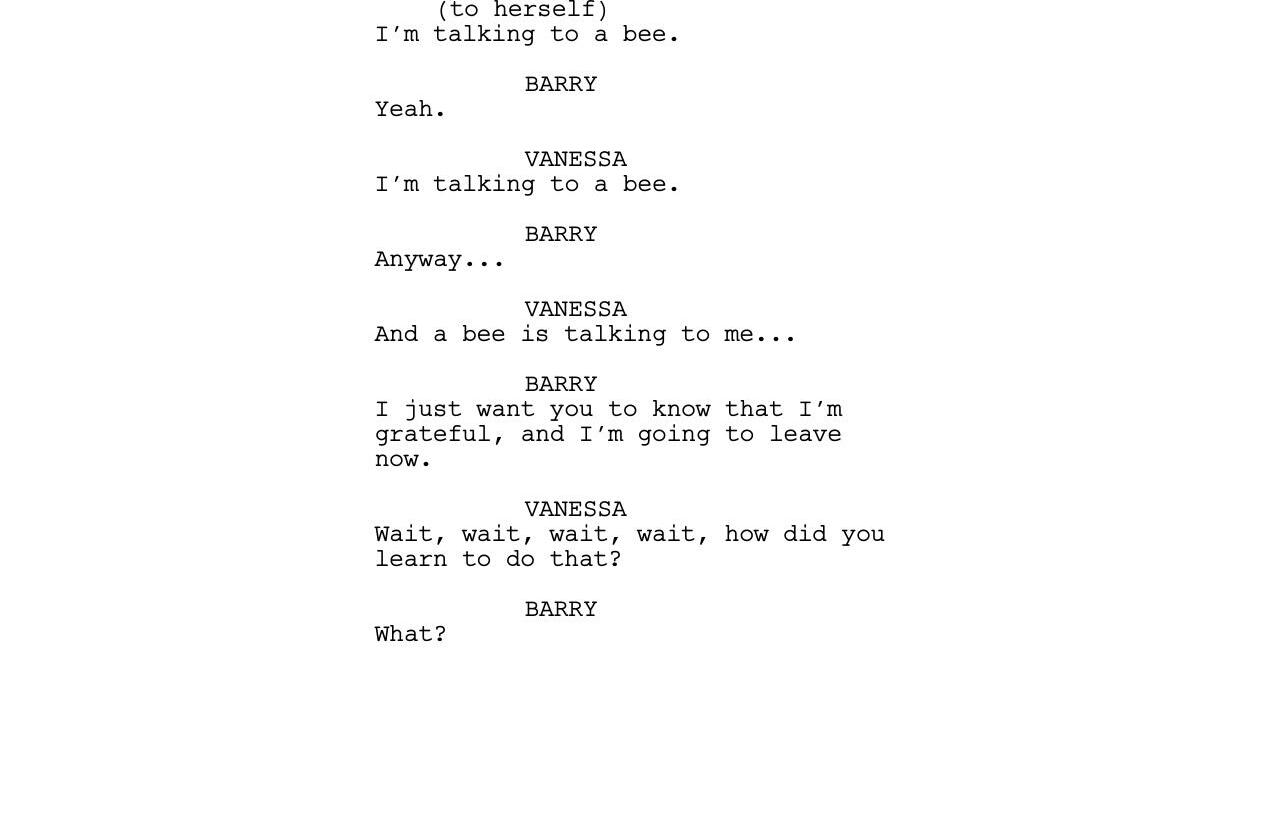 (to herself)
I’m talking to a bee.
BARRY
Yeah.
VANESSA
I’m talking to a bee.
BARRY
Anyway...
VANESSA
And a bee is talking to me...
BARRY
I just want you to know that I’m
grateful, and I’m going to leave
now.
VANESSA
Wait, wait, wait, wait, how did you
learn to do that?
BARRY
What?